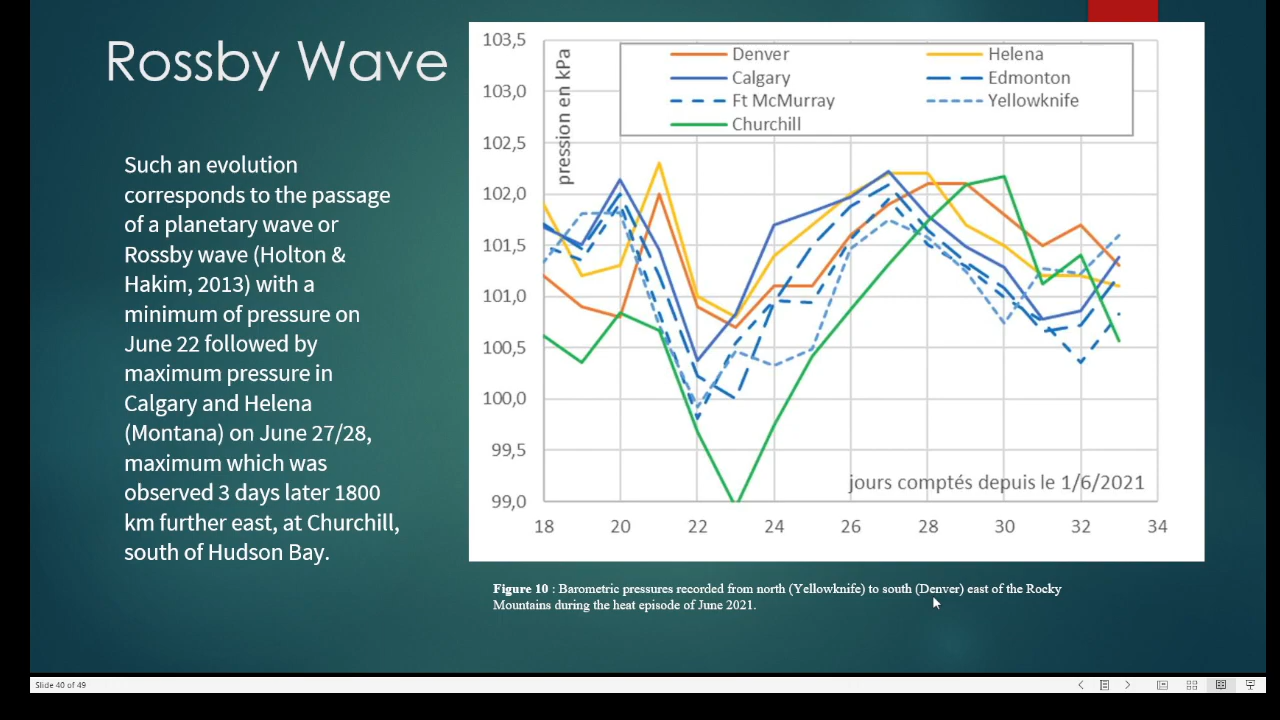 Rossby Wave
Such an evolution
corresponds to the passage
of a planetary wave or
Rossby wave (Holton &
Hakim, 2013) with a
minimum of pressure on
June 22 followed by
maximum pressure in
Calgary and Helena
(Montana) on June 27/28,
maximum which was
observed 3 days later 1800
km further east, at Churchill,
south of Hudson Bay.
pression en kPa
Denver Helena
Calgary Edmonton
Ft McMurray Yellowknife
Churchill
103,5
103,0
102,5
102,0
101,5
101,0
100,5
100,0
99,5
99,0
jours comptés depuis le 1/6/2021
18 20 22 24 26 28 30 32 34
Figure 10 : Barometric pressures recorded from north (Yellowknife) to south (Denver) east of the Rocky
Mountains during the heat episode of June 2021.
Slide 40 of 49